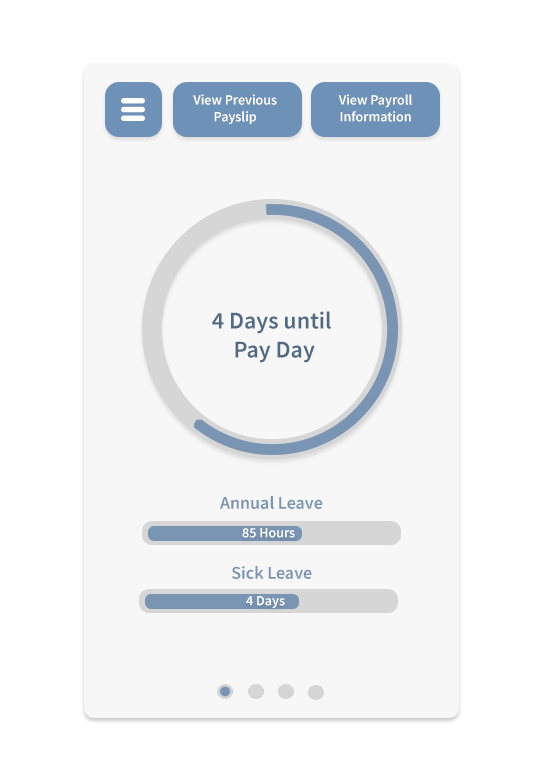 View Previous
Payslip
View Payroll
Information
4 Days until
Pay Day
Annual Leave
85 Hours
Sick Leave
4 Days